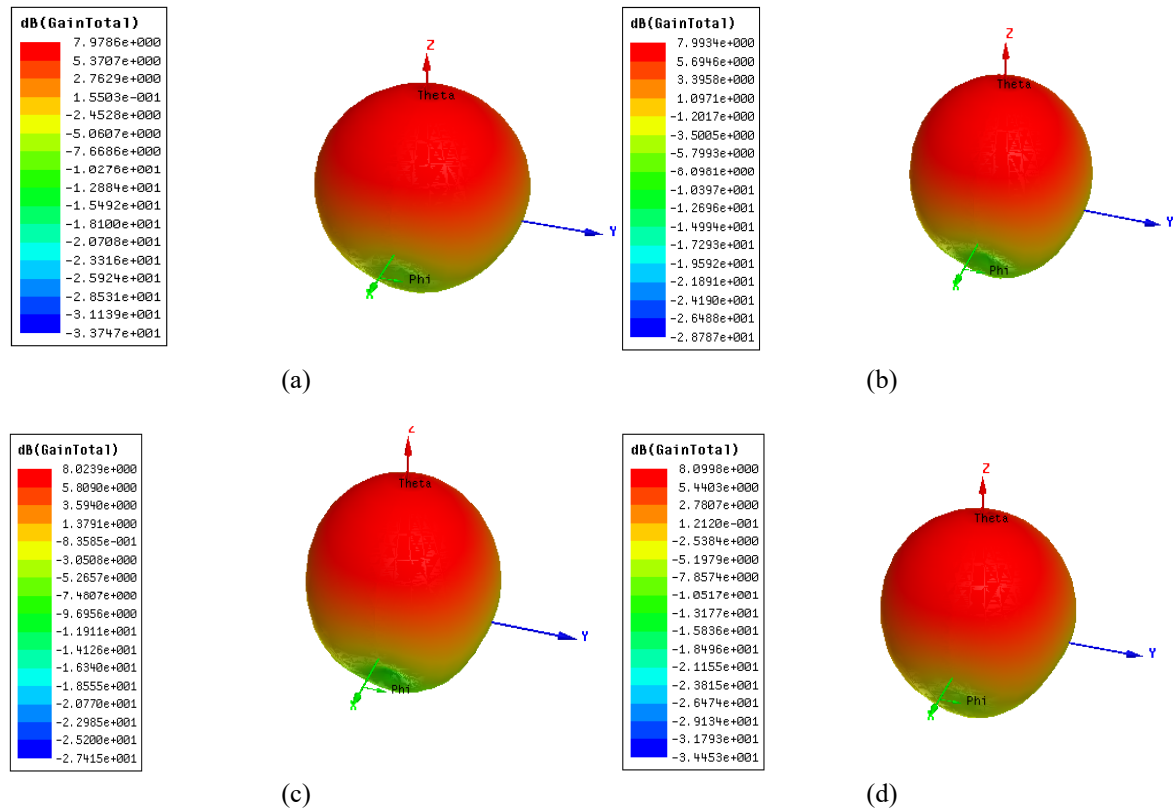 dB(GainTotal)
7.9786e+000
5.3707e+000
2.7629e+000
1.5503e-001
-2.4528e+000
-5.0607e+000
-7.6686e+000
-1.0276e+001
-1.2884e+001
-1.5492e+001
-1.8100e+001
-2.0708e+001
-2.3316e+001
-2.5924e+001
-2.8531e+001
-3.1139e+001
-3.3747e+001
Z
Theta
Y
Phi
X
(a)
dB(GainTotal)
7.9934e+000
5.6946e+000
3.3958e+000
1.0971e+000
-1.2017e+000
-3.5005e+000
-5.7993e+000
-8.0981e+000
-1.0397e+001
-1.2696e+001
-1.4994e+001
-1.7293e+001
-1.9592e+001
-2.1891e+001
-2.4190e+001
-2.6488e+001
-2.8787e+001
Z
Theta
Y
Phi
X
(b)
dB(GainTotal)
8.0239e+000
5.8090e+000
3.5940e+000
1.3791e+000
-8.3585e-001
-3.0508e+000
-5.2657e+000
-7.4807e+000
-9.6956e+000
-1.1911e+001
-1.4126e+001
-1.6340e+001
-1.8555e+001
-2.0770e+001
-2.2985e+001
-2.5200e+001
-2.7415e+001
Z
Theta
Y
Phi
X
(c)
dB(GainTotal)
8.0998e+000
5.4403e+000
2.7807e+000
1.2120e-001
-2.5384e+000
-5.1979e+000
-7.8574e+000
-1.0517e+001
-1.3177e+001
-1.5836e+001
-1.8496e+001
-2.1155e+001
-2.3815e+001
-2.6474e+001
-2.9134e+001
-3.1793e+001
-3.4453e+001
Z
Theta
Y
Phi
X
(d)